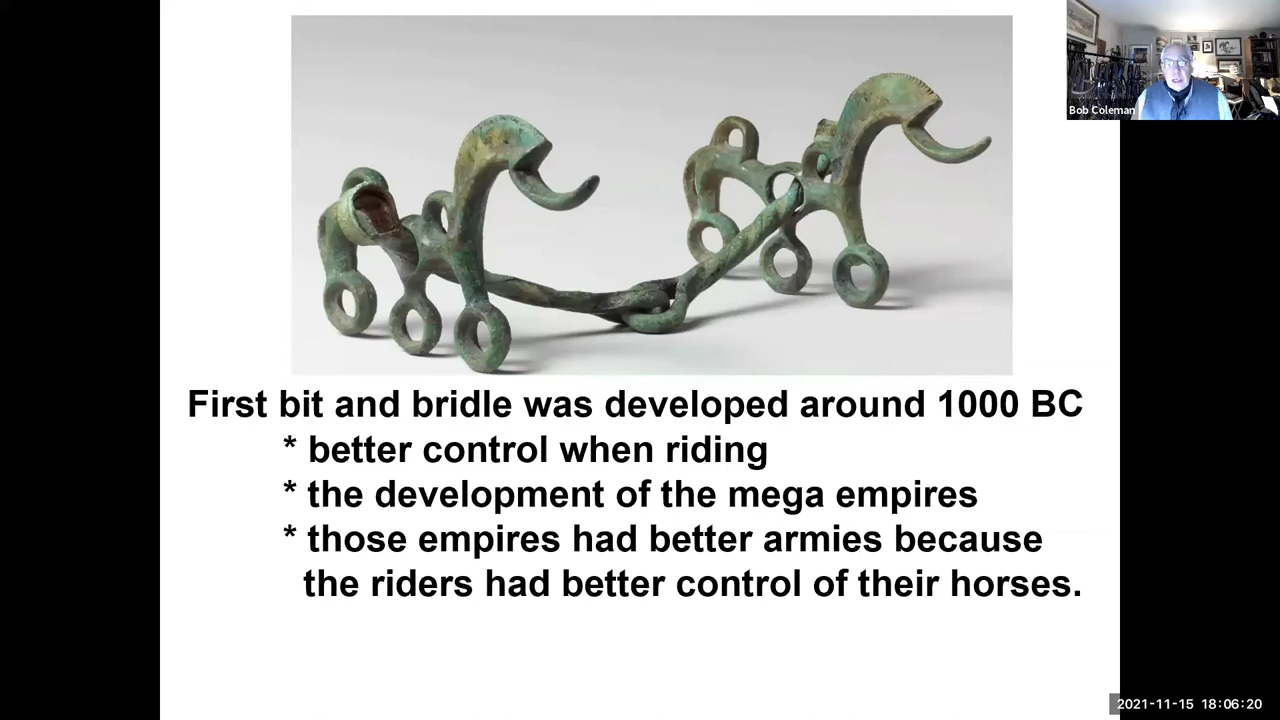 Bob Coleman
First bit and bridle was developed around 1000 BC
* better control when riding
* the development of the mega empires
* those empires had better armies because
the riders had better control of their horses.
2021-11-15 18:06:20